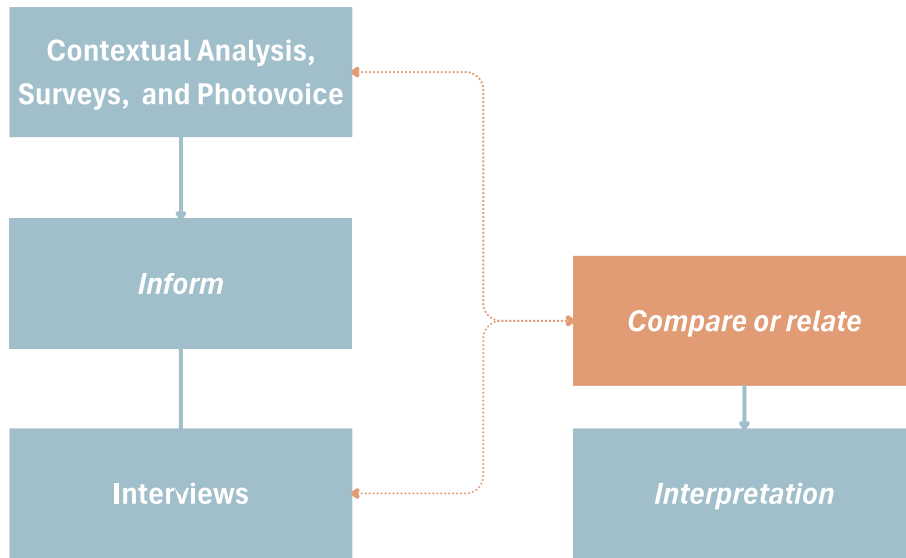 Contextual Analysis,
Surveys, and Photovoice
Inform
Compare or relate
Interviews
Interpretation